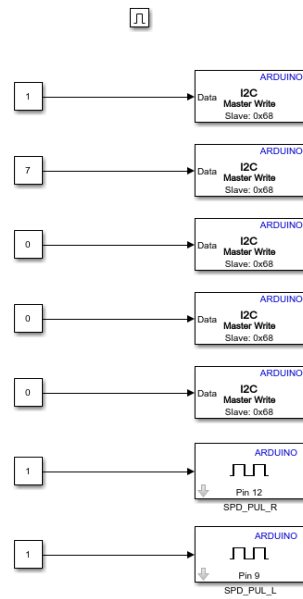 ARDUINO
1
Data
I2C
Master Write
Slave: 0x68
ARDUINO
7
Data
I2C
Master Write
Slave: 0x68
ARDUINO
0
Data
I2C
Master Write
Slave: 0x68
ARDUINO
0
Data
I2C
Master Write
Slave: 0x68
ARDUINO
0
Data
I2C
Master Write
Slave: 0x68
ARDUINO
1
Pin 12
SPD_PUL_R
ARDUINO
1
Pin 9
SPD_PUL_L